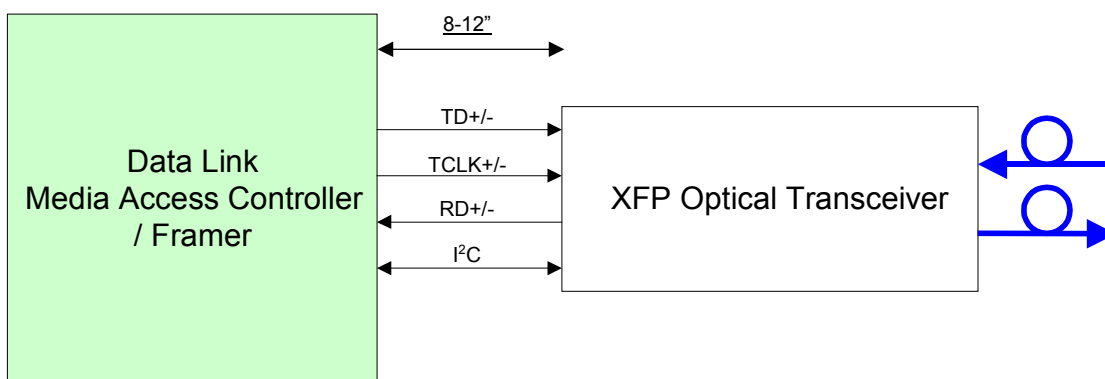 8-12”
TD+/-
TCLK+/-
RD+/-
I²C
Data Link
Media Access Controller
/ Framer
XFP Optical Transceiver